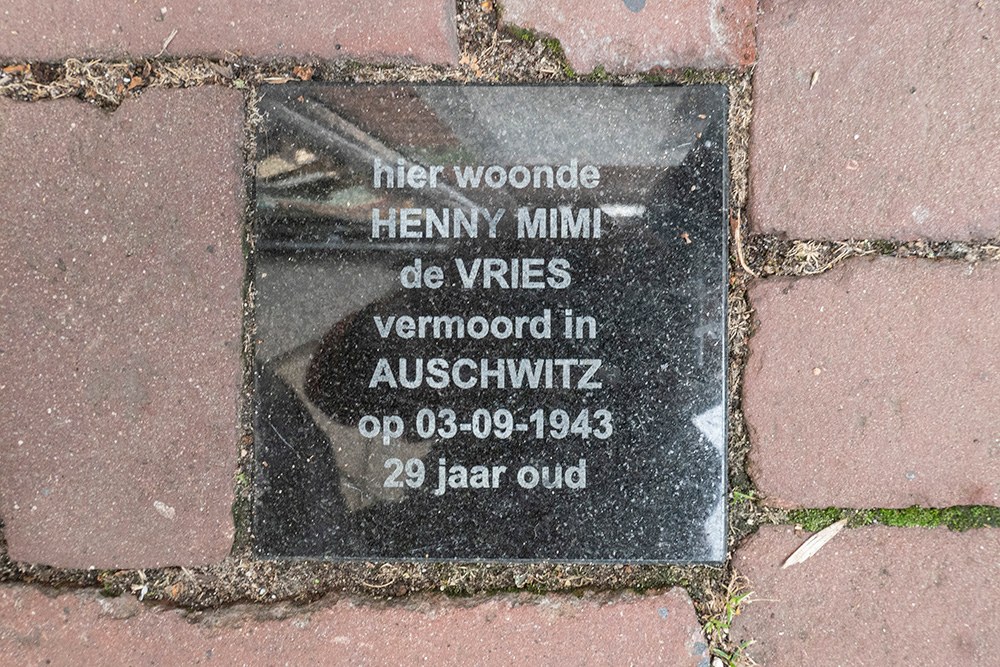 hier woonde
HENNY MIMI
de VRIES
vermoord in
AUSCHWITZ
op 03-09-1943
29 jaar oud